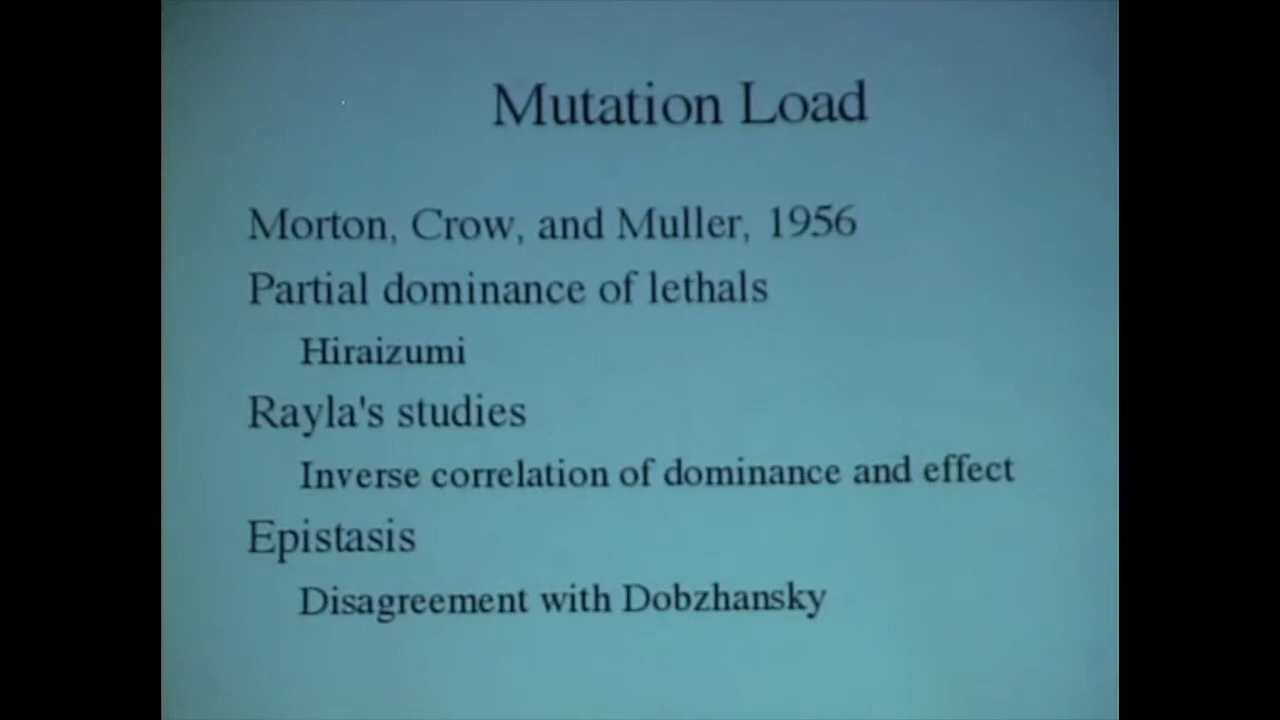 Mutation Load
Morton, Crow, and Muller, 1956
Partial dominance of lethals
Hiraizumi
Rayla's studies
Inverse correlation of dominance and effect
Epistasis
Disagreement with Dobzhansky